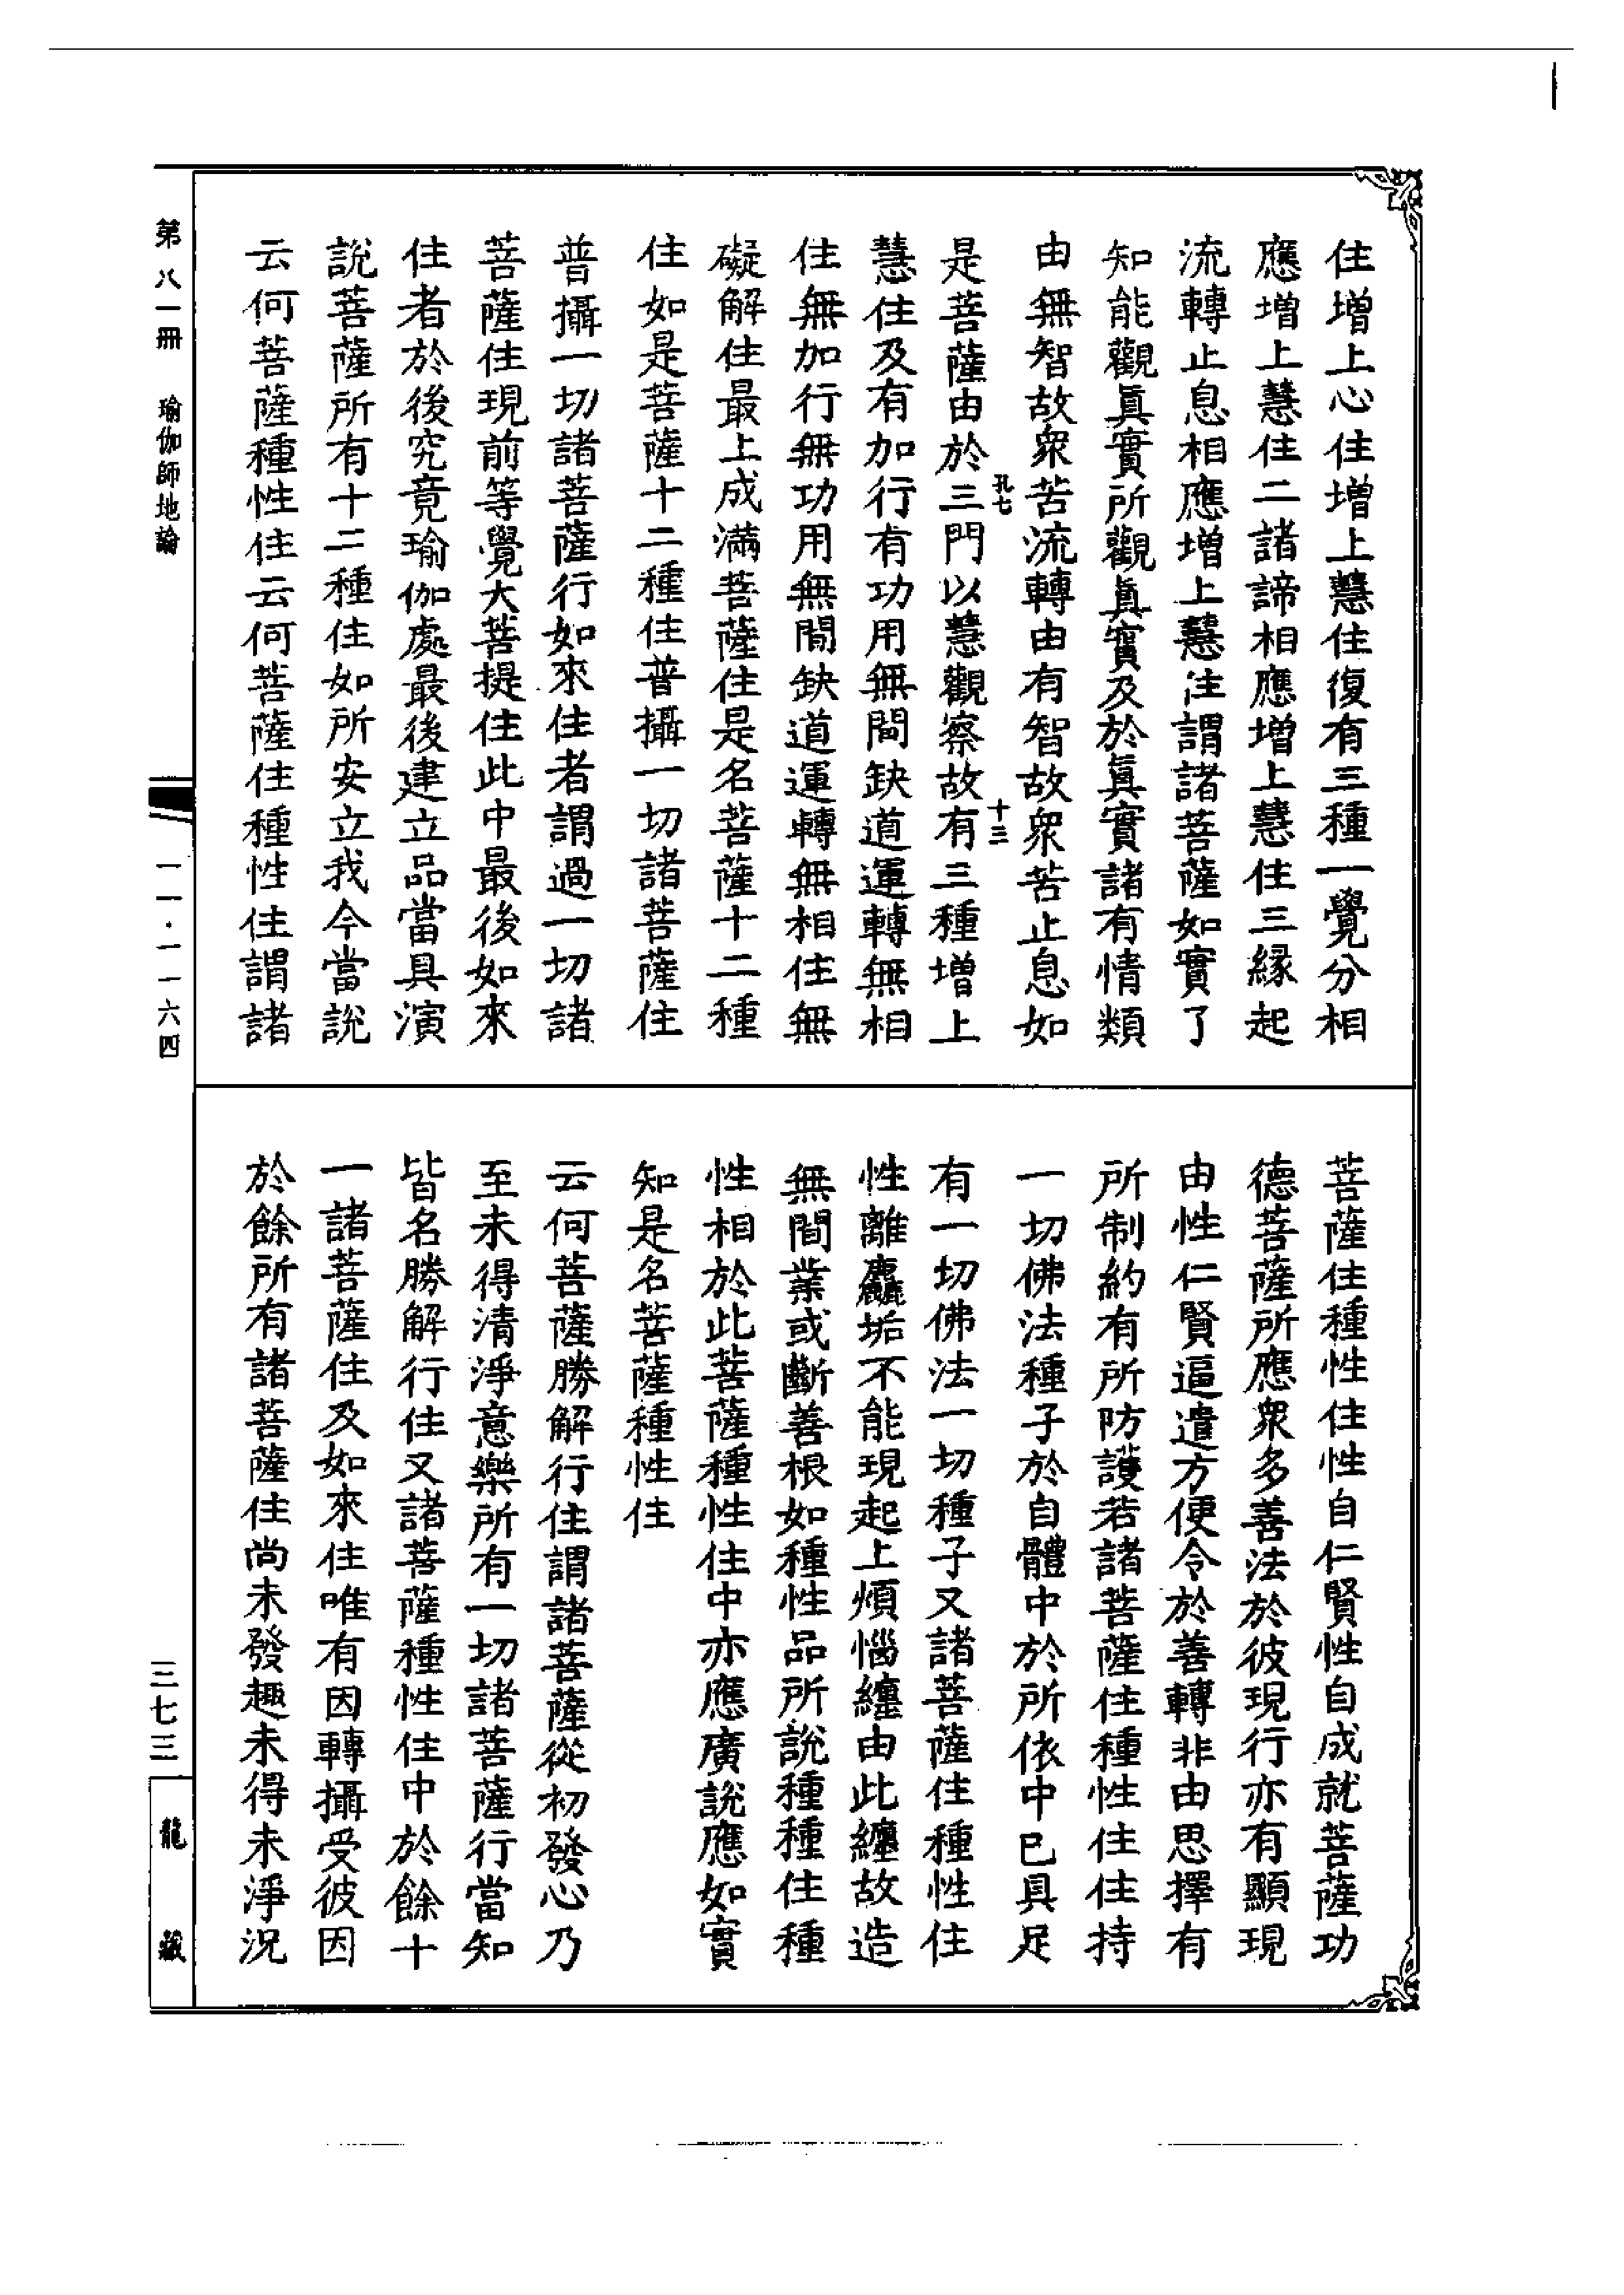 住增上心住增上慧住復有三種一覺分相
應增上慧住二諸諦相應增上慧住三緣起
流轉止息相應增上慧住謂諸菩薩如實了
知能觀眞實所觀眞實及於眞實諸有情類
由無智故衆苦流轉由有智故衆苦止息如
孔七
十三
是菩薩由於三門以慧觀察故有三種增上
慧住及有加行有功用無間缺道運轉無相
住無加行無功用無間缺道運轉無相住無
礙解住最上成滿菩薩住是名菩薩十二種
住如是菩薩十二種住普攝一切諸菩薩住
普攝一切諸菩薩行如來住者謂過一切諸
菩薩住現前等覺大菩提住此中最後如來
住者於後究竟瑜伽處最後建立品當具演
說菩薩所有十二種住如所安立我今當說
云何菩薩種性住云何菩薩住種性住謂諸
菩薩住種性住性自仁賢性自成就菩薩功
德菩薩所應衆多善法於彼現行亦有顯現
由性仁賢逼遣方便令於善轉非由思擇有
所制約有所防護若諸菩薩住種性住住持
一切佛法種子於自體中於所依中已具足
有一切佛法一切種子又諸菩薩住種性住
性離麤垢不能現起上煩惱纏由此纏故造
無間業或斷善根如種性品所說種種住種
性相於此菩薩種性住中亦應廣說應如實
知是名菩薩種性住
云何菩薩勝解行住謂諸菩薩從初發心乃
至未得清淨意樂所有一切諸菩薩行當知
皆名勝解行住又諸菩薩種性住中於餘十
一諸菩薩住及如來住唯有因轉攝受彼因
於餘所有諸菩薩住尚未發趣未得未淨況
第八一冊 瑜伽師地論
一一·一一六四
三七三
龍藏